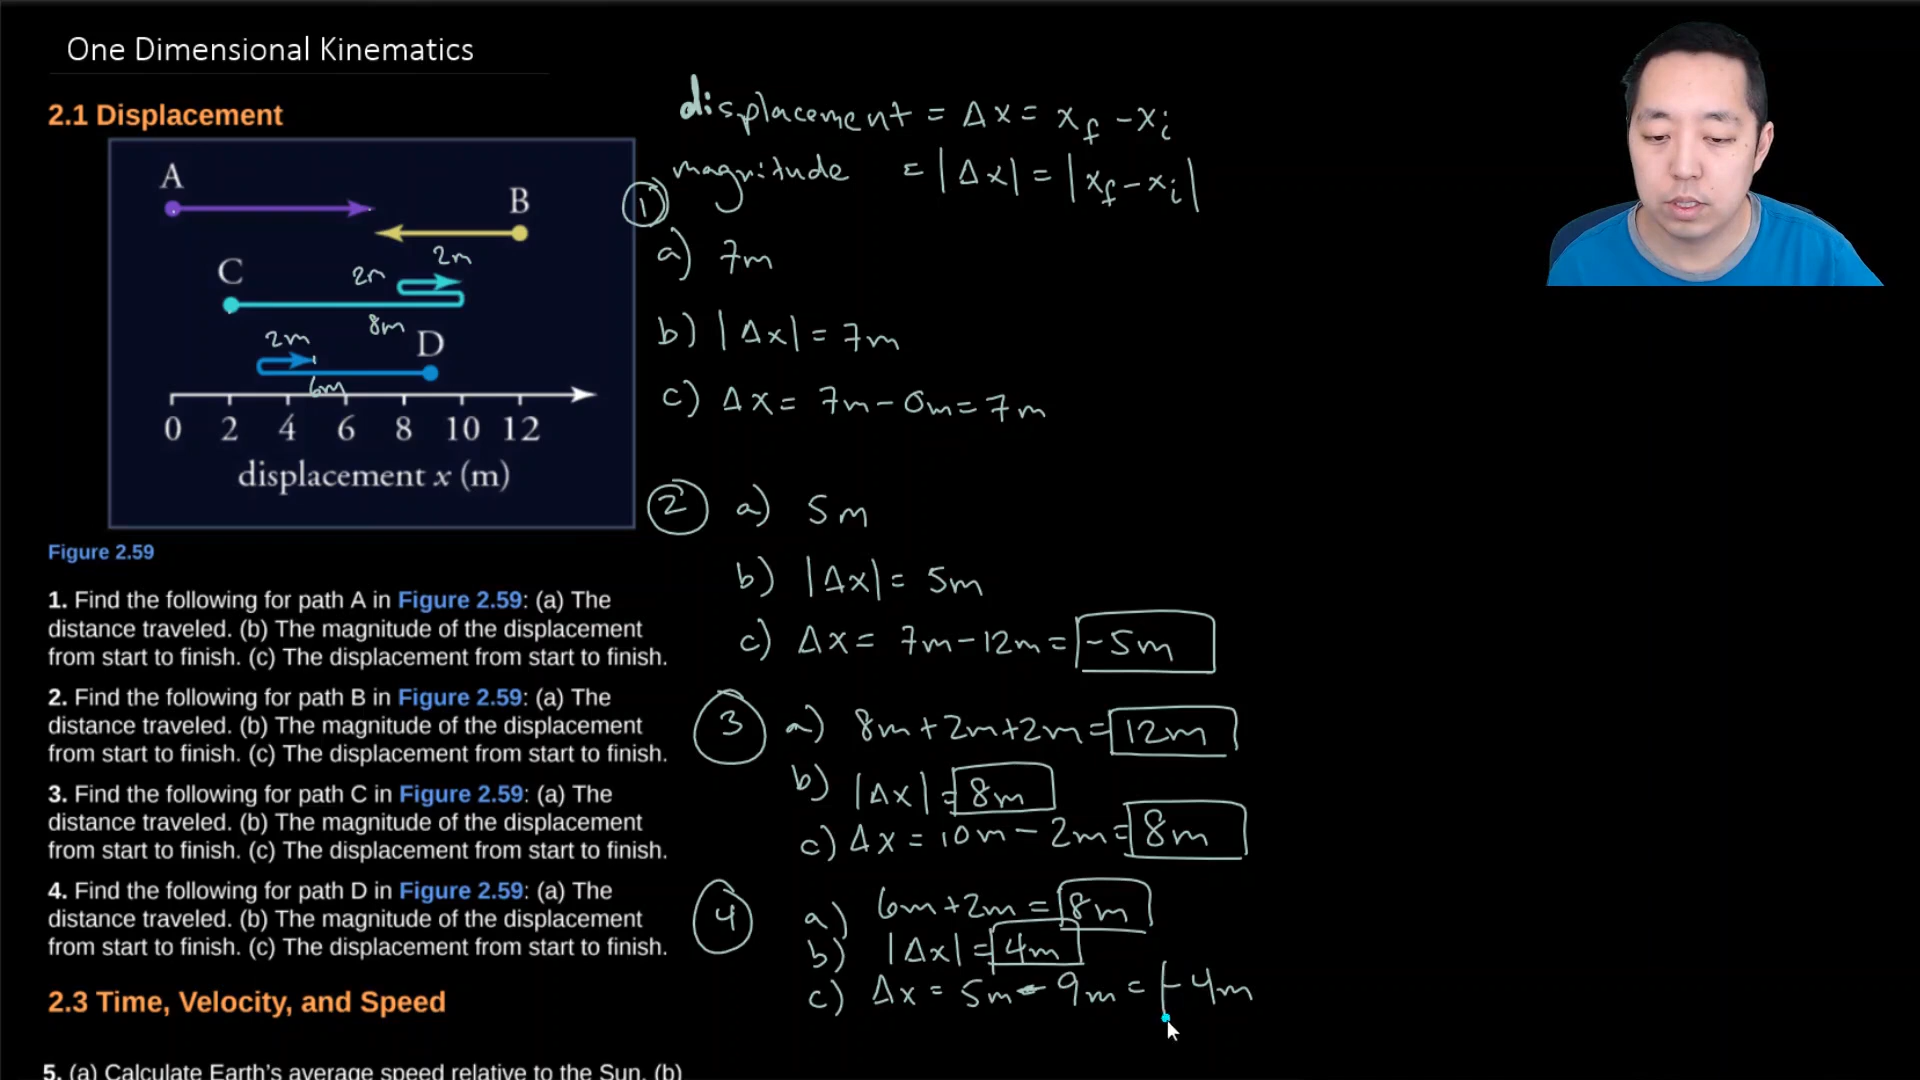 One Dimensional Kinematics
2.1 Displacement
A
B
2m
2m
C
8m
2m
D
6m
0 2 4 6 8 10 12
displacement x (m)
Figure 2.59
1. Find the following for path A in Figure 2.59: (a) The
distance traveled. (b) The magnitude of the displacement
from start to finish. (c) The displacement from start to finish.
2. Find the following for path B in Figure 2.59: (a) The
distance traveled. (b) The magnitude of the displacement
from start to finish. (c) The displacement from start to finish.
3. Find the following for path C in Figure 2.59: (a) The
distance traveled. (b) The magnitude of the displacement
from start to finish. (c) The displacement from start to finish.
4. Find the following for path D in Figure 2.59: (a) The
distance traveled. (b) The magnitude of the displacement
from start to finish. (c) The displacement from start to finish.
2.3 Time, Velocity, and Speed
5. (a) Calculate Earth's average speed relative to the Sun. (b)
displacement = Δx = x_f - x_i
magnitude = |Δx| = |x_f - x_i|
1
a) 7m
b) |Δx| = 7m
c) Δx = 7m - 0m = 7m
2 a) 5m
b) |Δx| = 5m
c) Δx = 7m - 12m = -5m
3 a) 8m + 2m + 2m = 12m
b) |Δx| = 8m
c) Δx = 10m - 2m = 8m
4 a) 6m + 2m = 8m
b) |Δx| = 4m
c) Δx = 5m - 9m = -4m